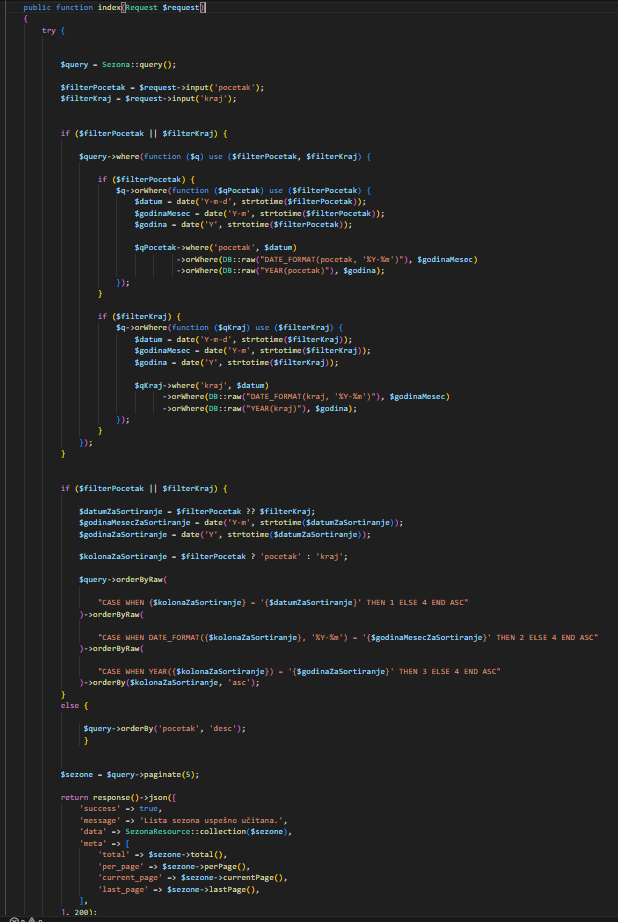 public function index(Request $request)
{
try {
$query = Sezona::query();
$filterPocetak = $request->input('pocetak');
$filterKraj = $request->input('kraj');
if ($filterPocetak || $filterKraj) {
$query->where(function ($q) use ($filterPocetak, $filterKraj) {
if ($filterPocetak) {
$q->orWhere(function ($qPocetak) use ($filterPocetak) {
$datum = date('Y-m-d', strtotime($filterPocetak));
$godinaMesec = date('Y-m', strtotime($filterPocetak));
$godina = date('Y', strtotime($filterPocetak));
$qPocetak->where('pocetak', $datum)
->orWhere(DB::raw("DATE_FORMAT(pocetak, '%Y-%m')"), $godinaMesec)
->orWhere(DB::raw("YEAR(pocetak)"), $godina);
});
}
if ($filterKraj) {
$q->orWhere(function ($qKraj) use ($filterKraj) {
$datum = date('Y-m-d', strtotime($filterKraj));
$godinaMesec = date('Y-m', strtotime($filterKraj));
$godina = date('Y', strtotime($filterKraj));
$qKraj->where('kraj', $datum)
->orWhere(DB::raw("DATE_FORMAT(kraj, '%Y-%m')"), $godinaMesec)
->orWhere(DB::raw("YEAR(kraj)"), $godina);
});
}
});
}
if ($filterPocetak || $filterKraj) {
$datumZaSortiranje = $filterPocetak ?? $filterKraj;
$godinaMesecZaSortiranje = date('Y-m', strtotime($datumZaSortiranje));
$godinaZaSortiranje = date('Y', strtotime($datumZaSortiranje));
$kolonaZaSortiranje = $filterPocetak ? 'pocetak' : 'kraj';
$query->orderByRaw(
"CASE WHEN {$kolonaZaSortiranje} = '{$datumZaSortiranje}' THEN 1 ELSE 4 END ASC"
)->orderByRaw(
"CASE WHEN DATE_FORMAT({$kolonaZaSortiranje}, '%Y-%m') = '{$godinaMesecZaSortiranje}' THEN 2 ELSE 4 END ASC"
)->orderByRaw(
"CASE WHEN YEAR({$kolonaZaSortiranje}) = '{$godinaZaSortiranje}' THEN 3 ELSE 4 END ASC"
)->orderBy($kolonaZaSortiranje, 'asc');
}
else {
$query->orderBy('pocetak', 'desc');
}
$sezone = $query->paginate(5);
return response()->json([
'success' => true,
'message' => 'Lista sezona uspešno učitana.',
'data' => SezonaResource::collection($sezone),
'meta' => [
'total' => $sezone->total(),
'per_page' => $sezone->perPage(),
'current_page' => $sezone->currentPage(),
'last_page' => $sezone->lastPage(),
],
], 200);